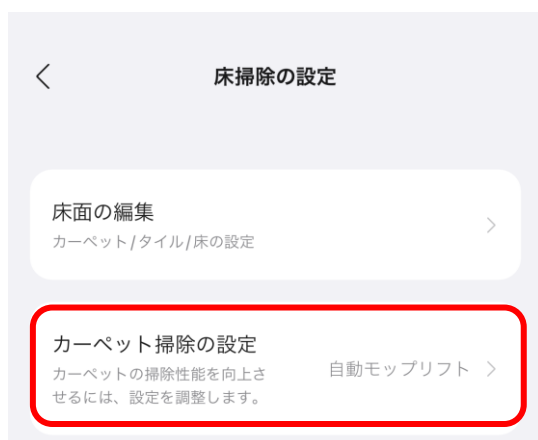 床掃除の設定
床面の編集
カーペット/タイル/床の設定
カーペット掃除の設定
カーペットの掃除性能を向上さ
せるには、設定を調整します。
自動モップリフト